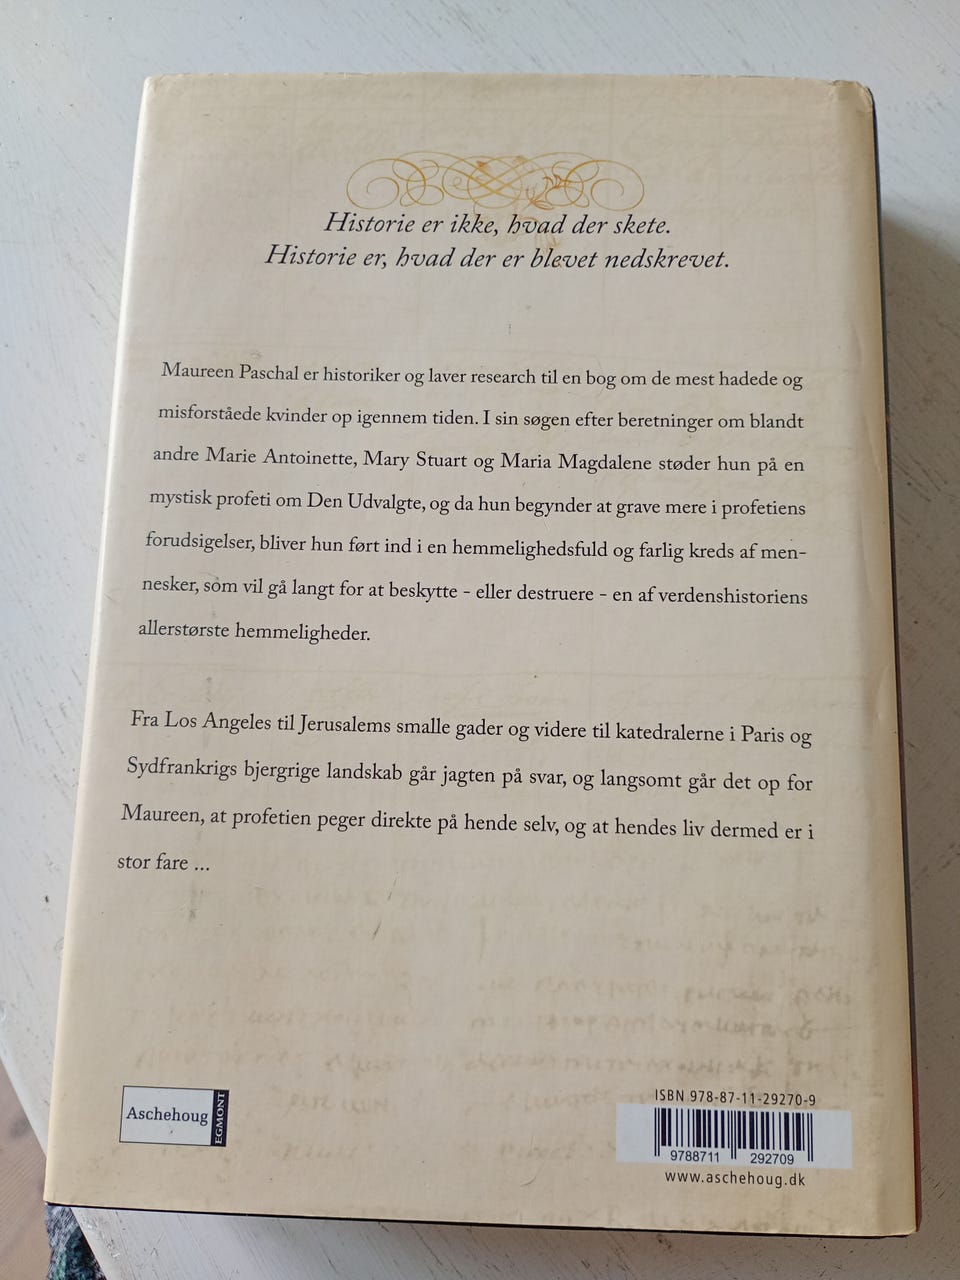 Historie er ikke, hvad der skete.
Historie er, hvad der er blevet nedskrevet.
Maureen Paschal er historiker og laver research til en bog om de mest hadede og
misforståede kvinder op igennem tiden. I sin søgen efter beretninger om blandt
andre Marie Antoinette, Mary Stuart og Maria Magdalene støder hun på en
mystisk profeti om Den Udvalgte, og da hun begynder at grave mere i profetiens
forudsigelser, bliver hun ført ind i en hemmelighedsfuld og farlig kreds af men-
nesker, som vil gå langt for at beskytte - eller destruere - en af verdenshistoriens
allerstørste hemmeligheder.
Fra Los Angeles til Jerusalems smalle gader og videre til katedralerne i Paris og
Sydfrankrigs bjergrige landskab går jagten på svar, og langsomt går det op for
Maureen, at profetien peger direkte på hende selv, og at hendes liv dermed er i
stor fare ...
Aschehoug
EGMONT
ISBN 978-87-11-29270-9
9788711 292709
www.aschehoug.dk